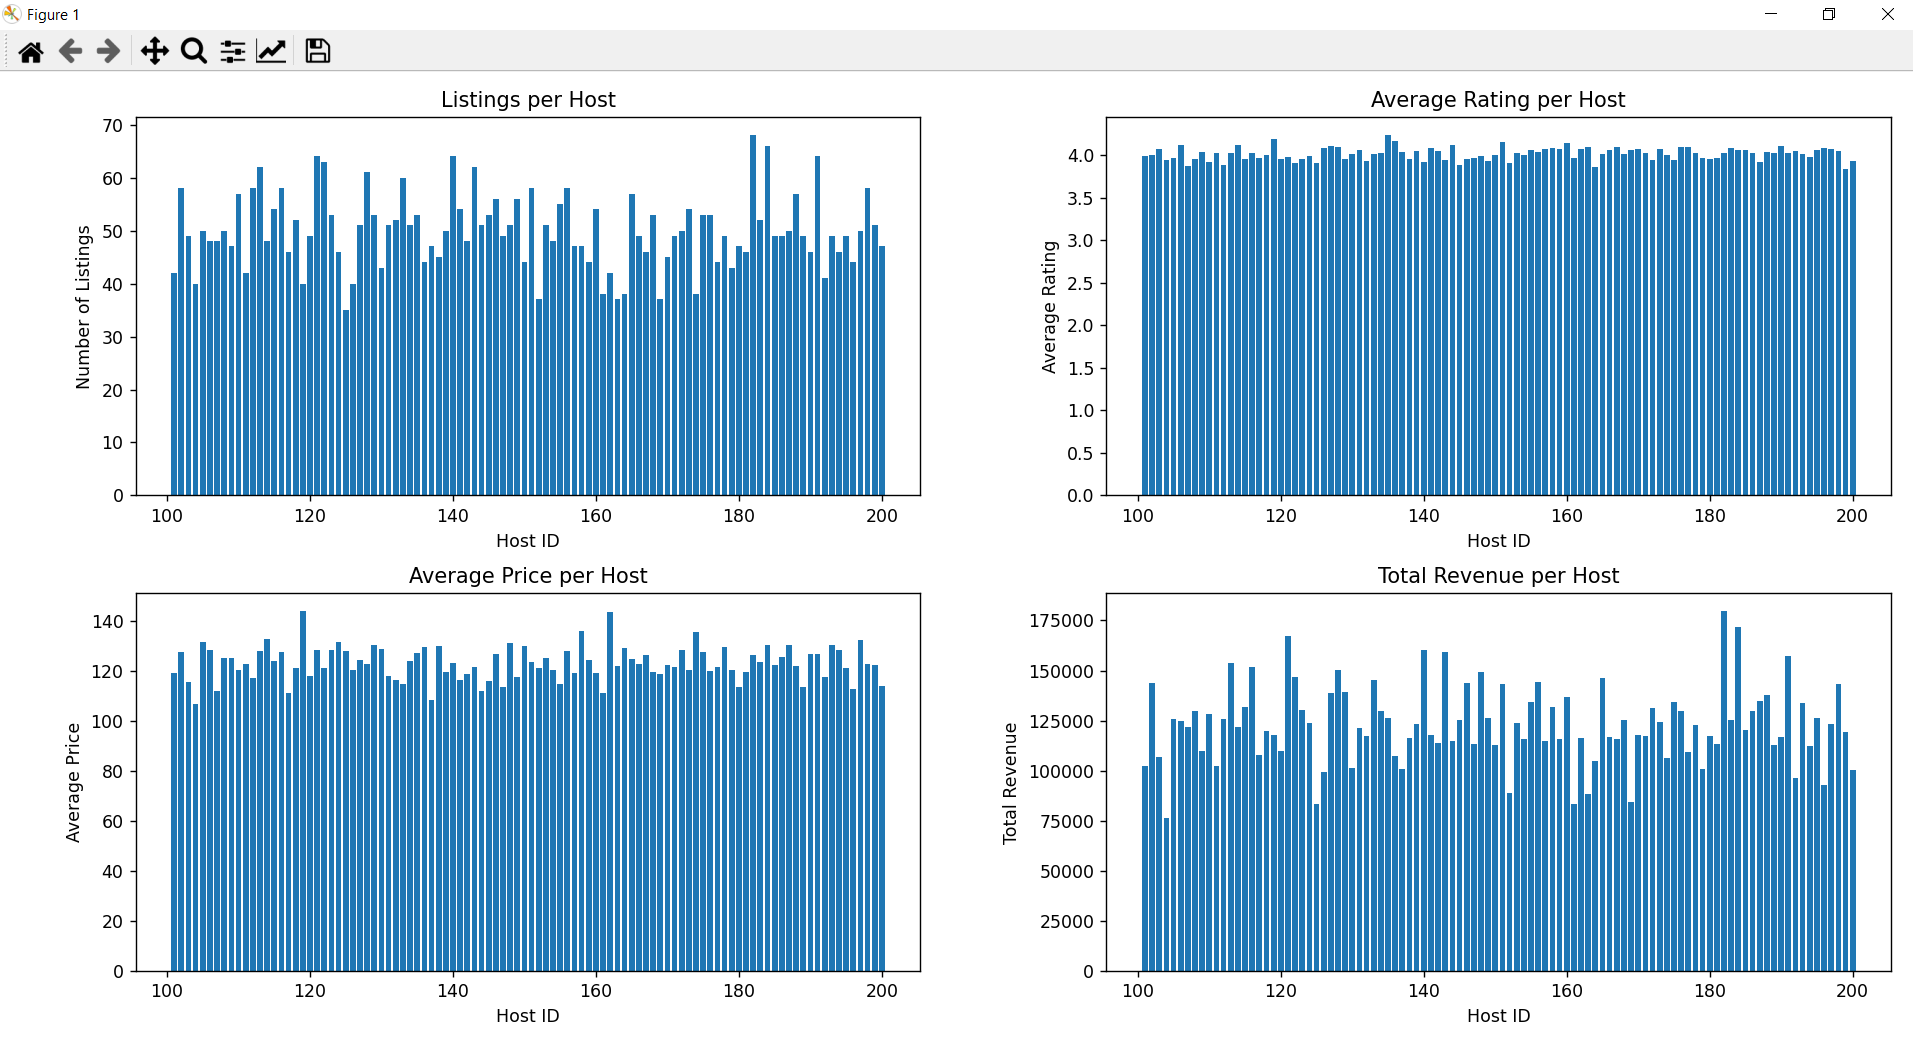 Figure 1
Listings per Host
70
60
50
40
30
20
10
0
Number of Listings
100 120 140 160 180 200
Host ID
Average Rating per Host
4.0
3.5
3.0
2.5
2.0
1.5
1.0
0.5
0.0
Average Rating
100 120 140 160 180 200
Host ID
Average Price per Host
140
120
100
80
60
40
20
0
Average Price
100 120 140 160 180 200
Host ID
Total Revenue per Host
175000
150000
125000
100000
75000
50000
25000
0
Total Revenue
100 120 140 160 180 200
Host ID